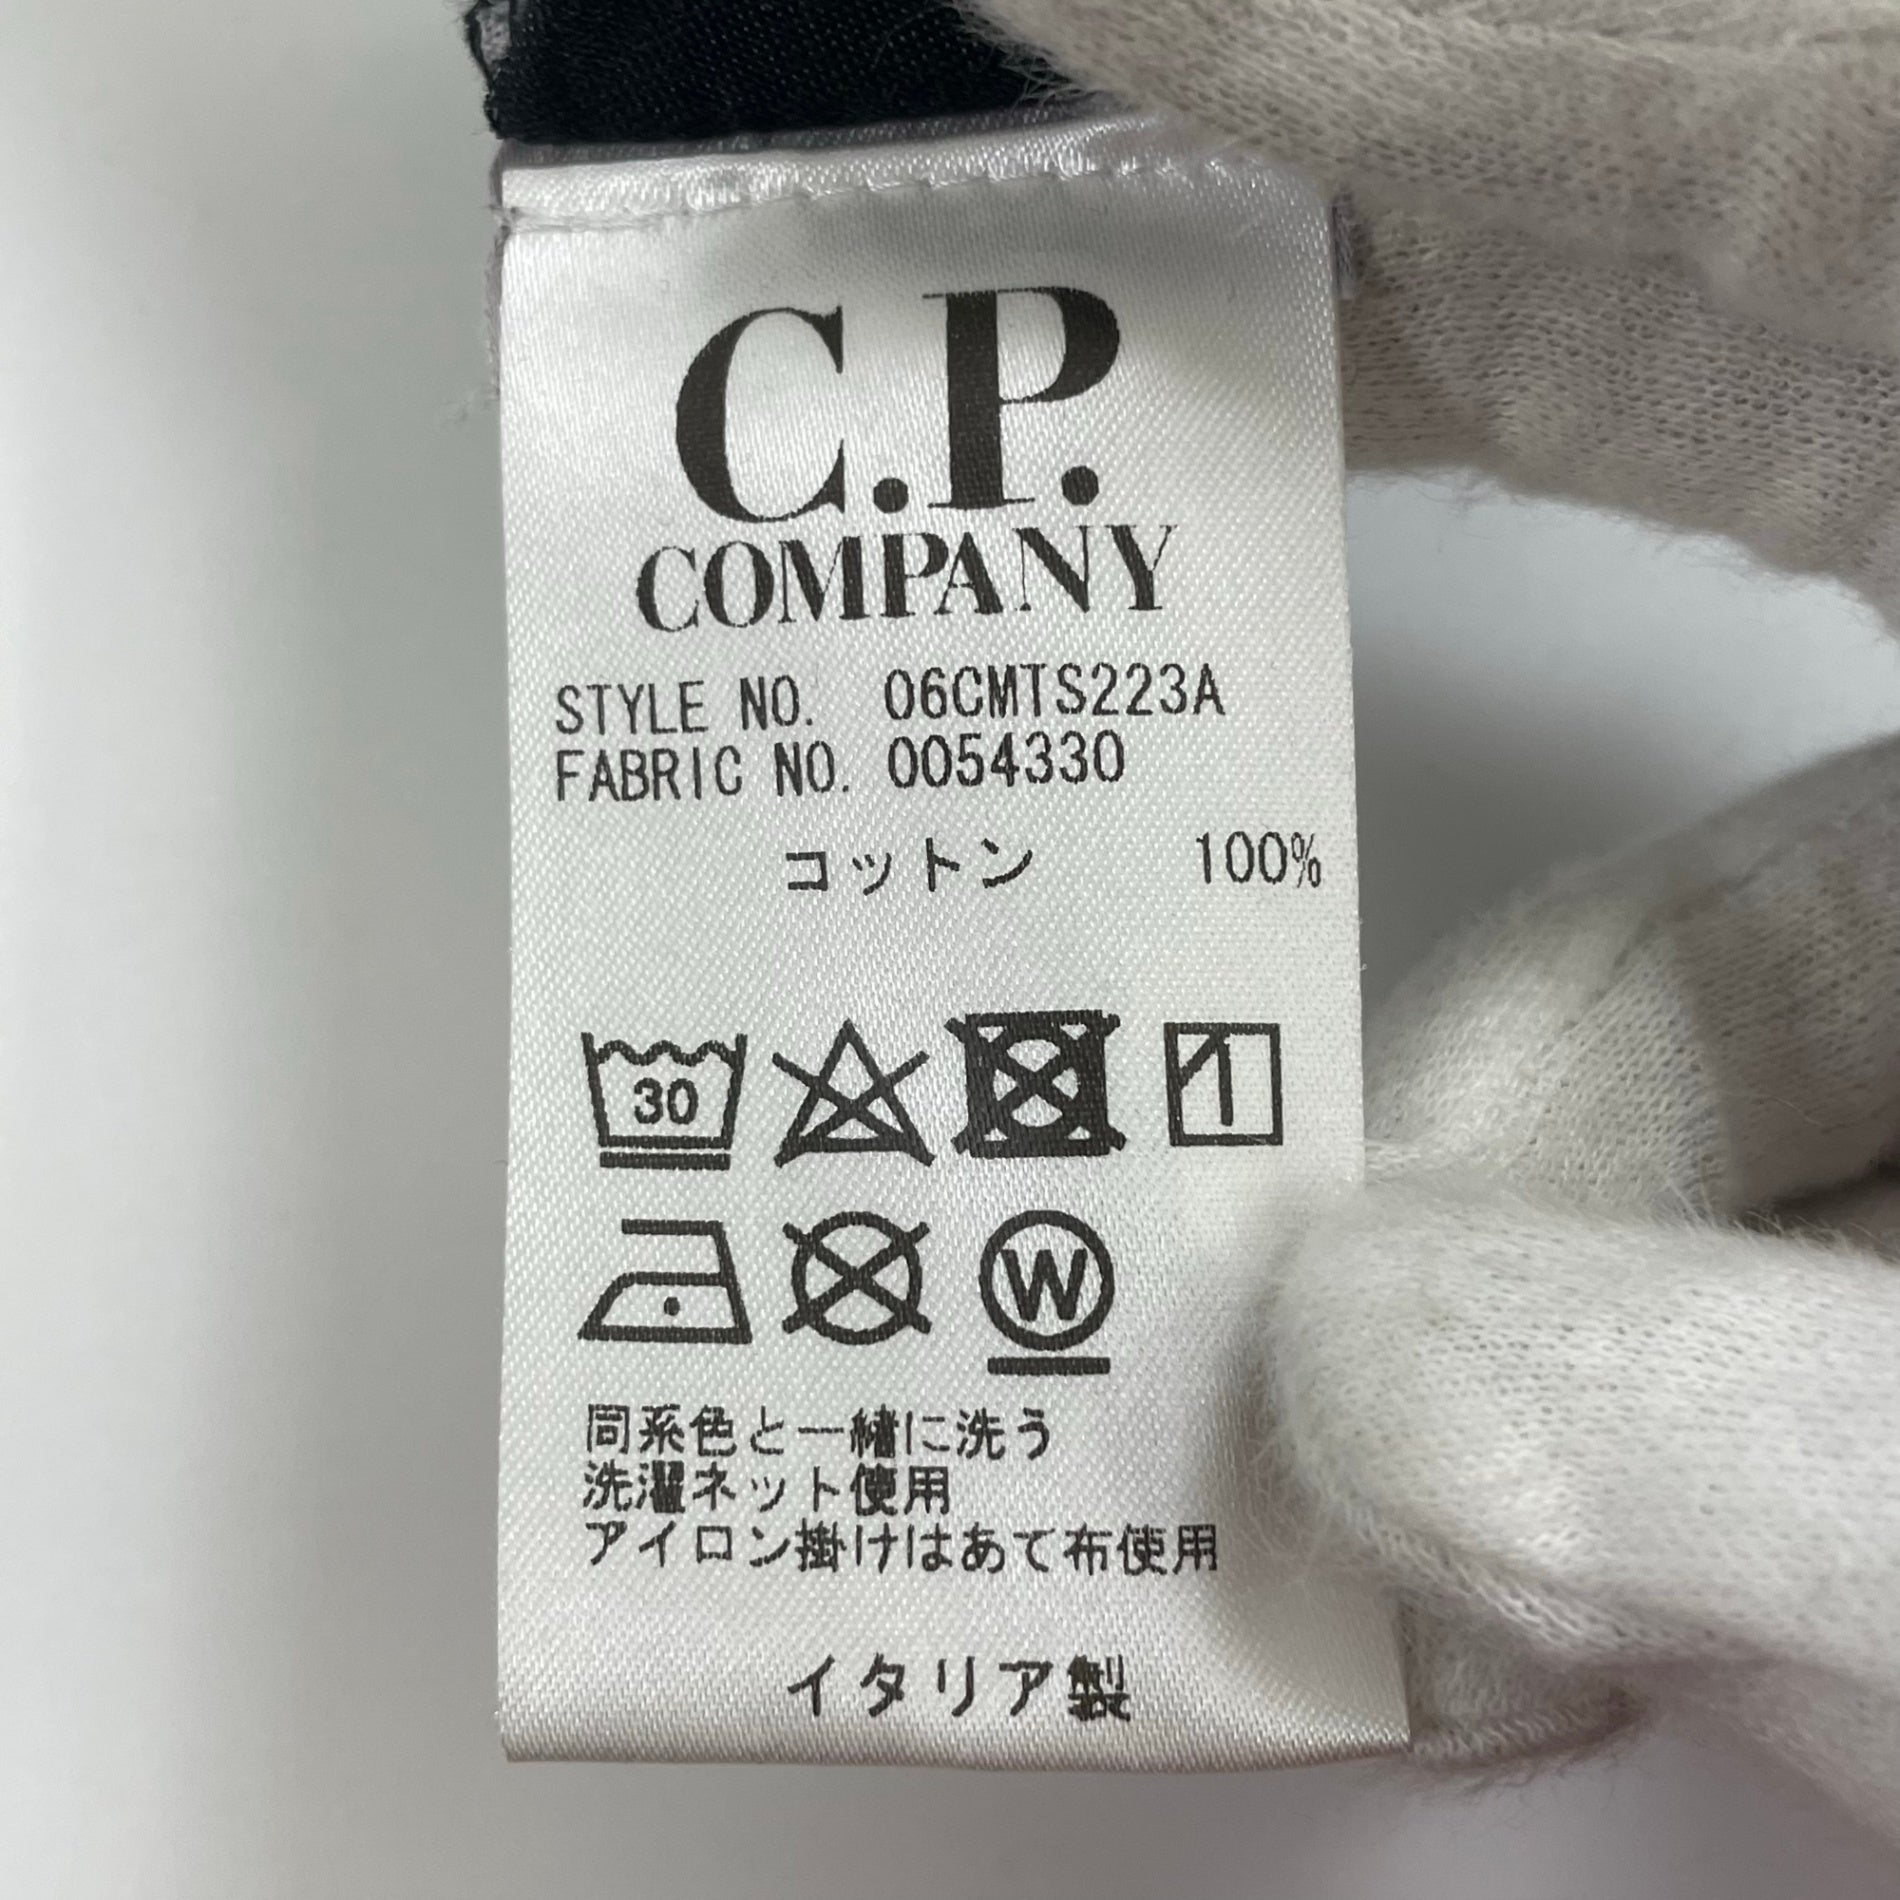 C.P.
COMPANY
STYLE NO. 06CMTS223A
FABRIC NO. 0054330
コットン 100%
30
W
同系色と一緒に洗う
洗濯ネット使用
アイロン掛けはあて布使用
イタリア製